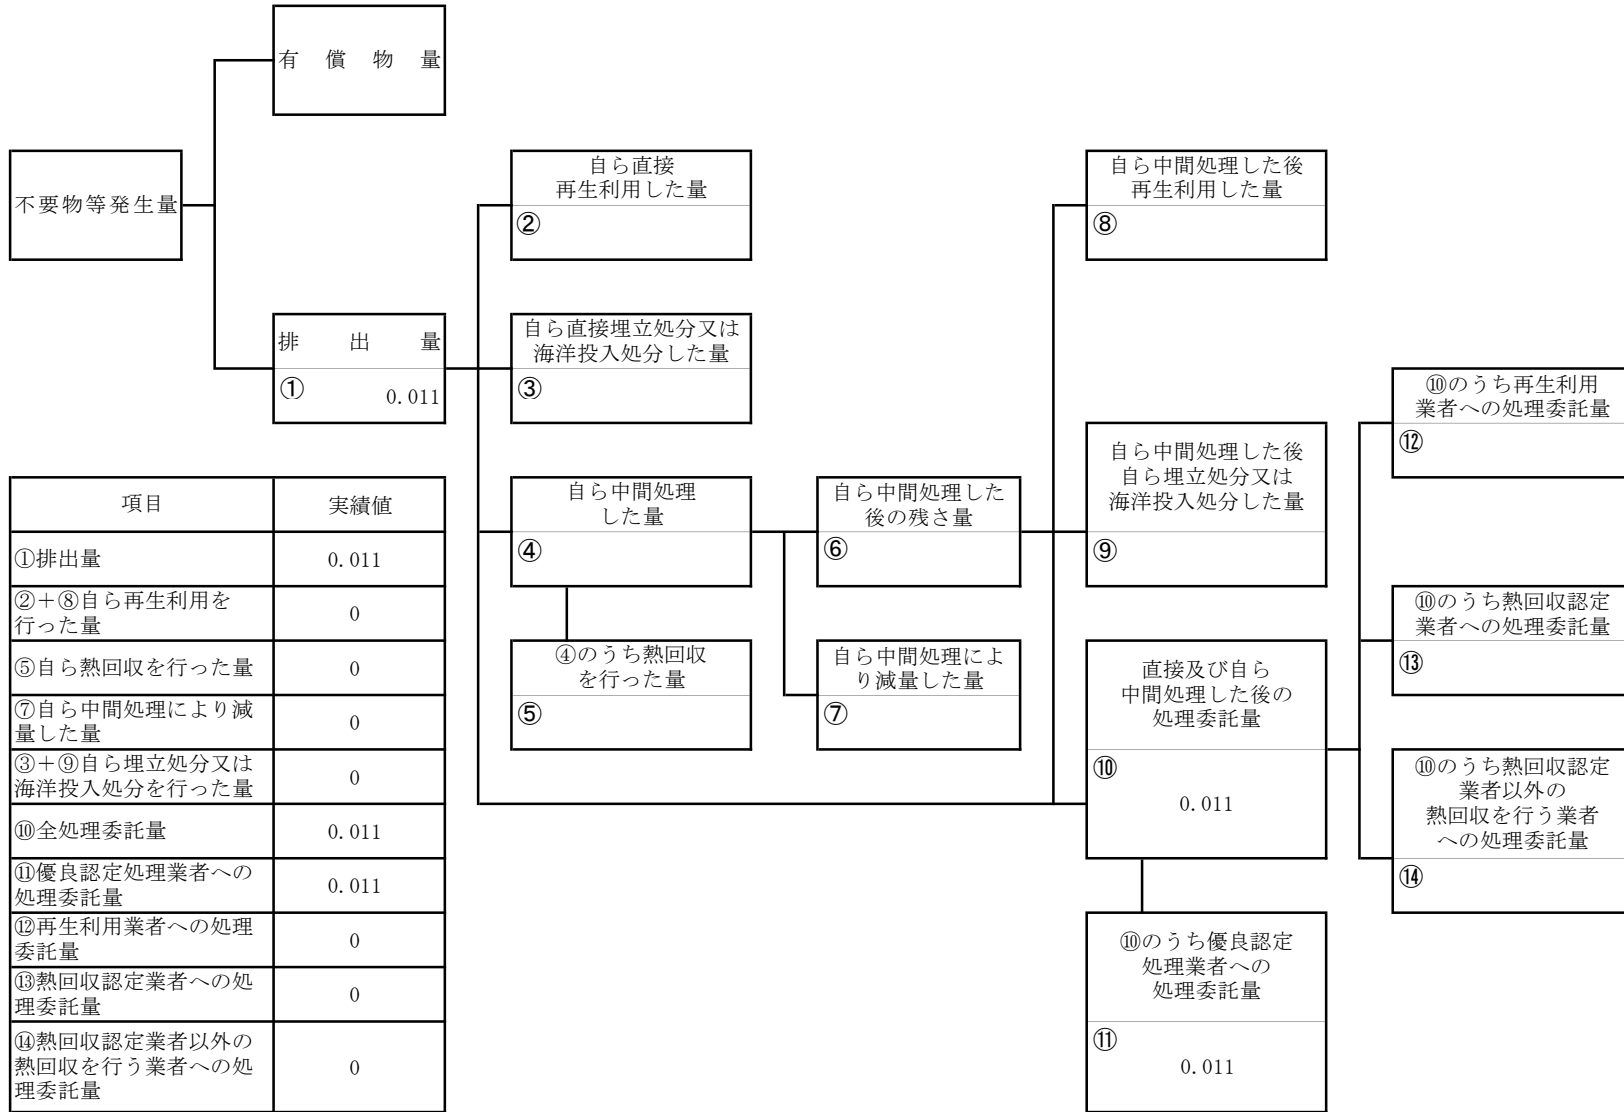 有償物量
不要物等発生量
排出量
① 0.011
自ら直接
再生利用した量
②
自ら直接埋立処分又は
海洋投入処分した量
③
自ら中間処理
した量
④
④のうち熱回収
を行った量
⑤
自ら中間処理した
後の残さ量
⑥
自ら中間処理によ
り減量した量
⑦
自ら中間処理した後
再生利用した量
⑧
自ら中間処理した後
自ら埋立処分又は
海洋投入処分した量
⑨
直接及び自ら
中間処理した後の
処理委託量
⑩
0.011
⑩のうち優良認定
処理業者への
処理委託量
⑪
0.011
⑩のうち再生利用
業者への処理委託量
⑫
⑩のうち熱回収認定
業者への処理委託量
⑬
⑩のうち熱回収認定
業者以外の
熱回収を行う業者
への処理委託量
⑭
項目 実績値
①排出量 0.011
②+⑧自ら再生利用を
行った量 0
⑤自ら熱回収を行った量 0
⑦自ら中間処理により減
量した量 0
③+⑨自ら埋立処分又は
海洋投入処分を行った量 0
⑩全処理委託量 0.011
⑪優良認定処理業者への
処理委託量 0.011
⑫再生利用業者への処理
委託量 0
⑬熱回収認定業者への処
理委託量 0
⑭熱回収認定業者以外の
熱回収を行う業者への処
理委託量 0